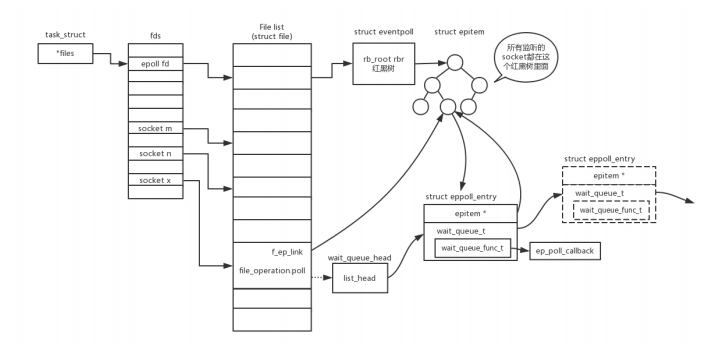 task_struct
*files
fds
epoll fd
socket m
socket n
socket x
File list
(struct file)
f_ep_link
file_operation.poll
struct eventpoll
rb_root rbr
红黑树
struct epitem
所有监听的
socket都在这
个红黑树里面
wait_queue_head
list_head
struct eppoll_entry
epitem *
wait_queue_t
wait_queue_func_t
ep_poll_callback
struct eppoll_entry
epitem *
wait_queue_t
wait_queue_func_t